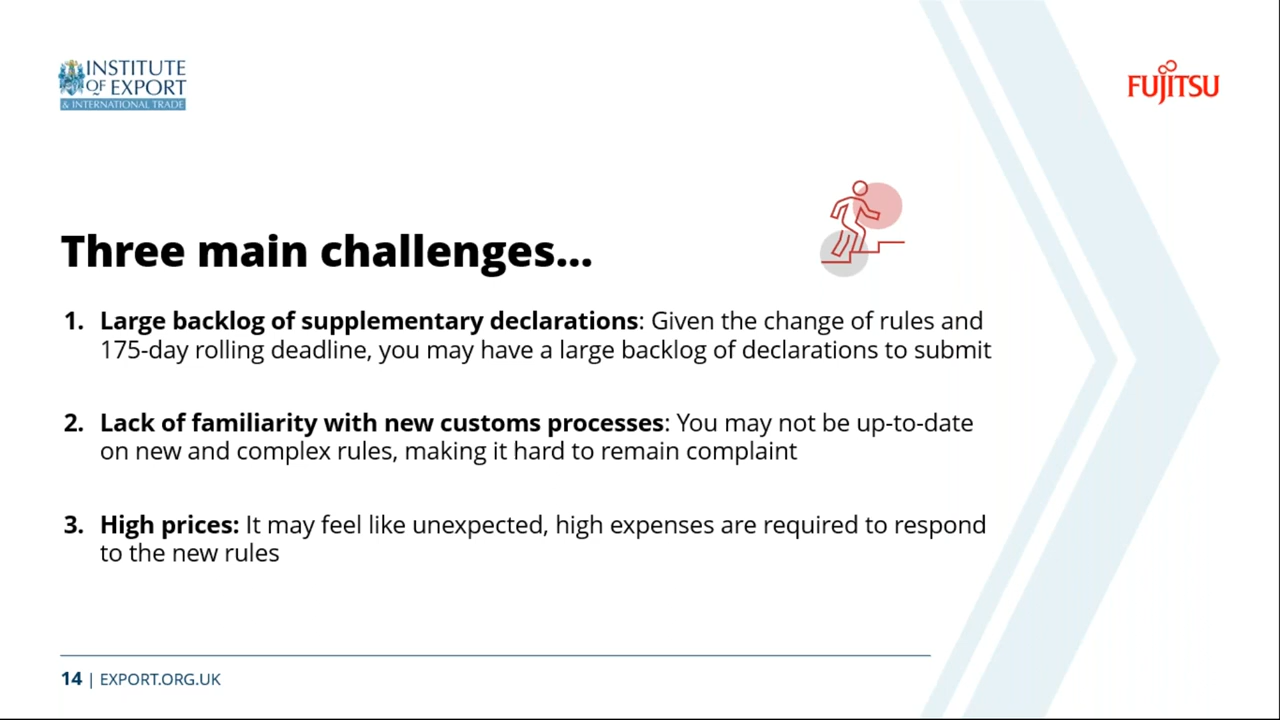 INSTITUTE
OF EXPORT
& INTERNATIONAL TRADE
FUJITSU
Three main challenges...
1. Large backlog of supplementary declarations: Given the change of rules and
175-day rolling deadline, you may have a large backlog of declarations to submit
2. Lack of familiarity with new customs processes: You may not be up-to-date
on new and complex rules, making it hard to remain complaint
3. High prices: It may feel like unexpected, high expenses are required to respond
to the new rules
14 | EXPORT.ORG.UK